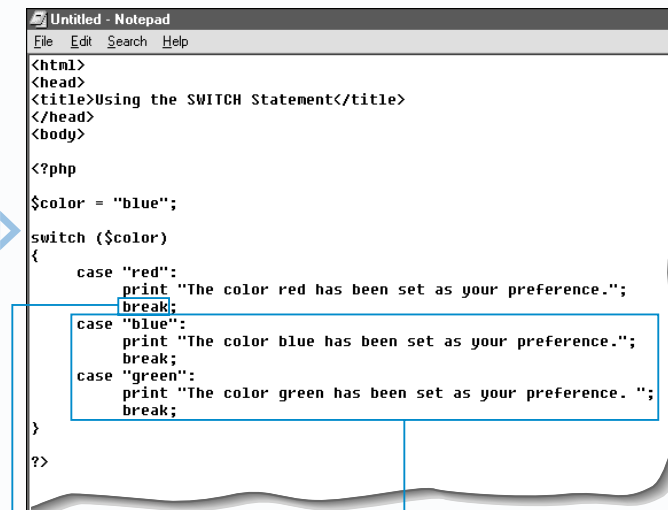 Untitled - Notepad
File Edit Search Help
<html>
<head>
<title>Using the SWITCH Statement</title>
</head>
<body>
<?php
$color = "blue";
switch ($color)
{
case "red":
print "The color red has been set as your preference.";
break;
case "blue":
print "The color blue has been set as your preference.";
break;
case "green":
print "The color green has been set as your preference. ";
break;
}
?>